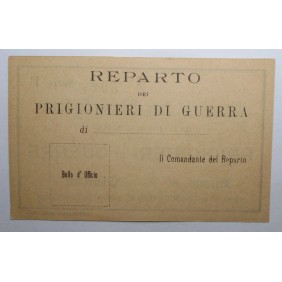 REPARTO
DEI
PRIGIONIERI DI GUERRA
di
Il Comandante del Reparto
Bollo d' Ufficio